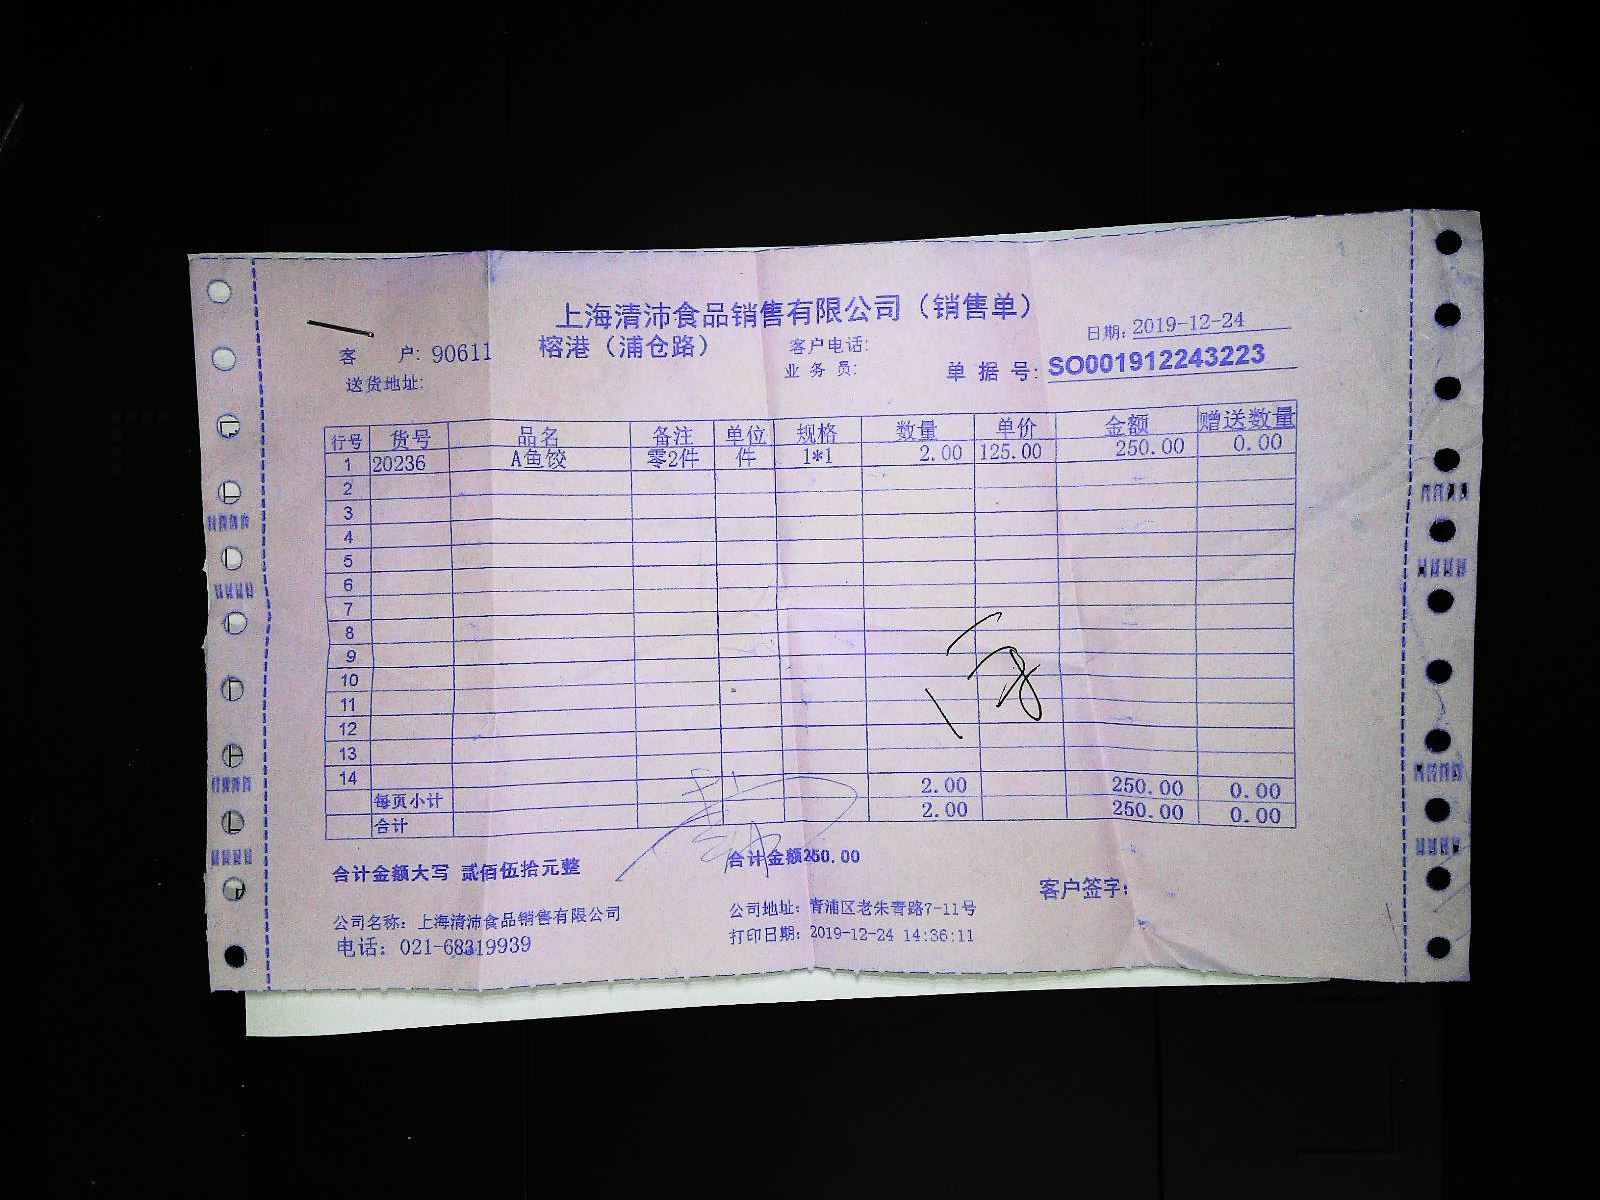 上海清沛食品销售有限公司（销售单）
客 户: 90611 榕港（浦仓路） 客户电话: 日期: 2019-12-24
送货地址: 业 务 员: 单 据 号: SO001912243223
行号 货号 品名 备注 单位 规格 数量 单价 金额 赠送数量
1 20236 A鱼饺 零2件 件 1*1 2.00 125.00 250.00 0.00
2
3
4
5
6
7
8
9
10
11
12
13
14
每页小计 2.00 250.00 0.00
合计 2.00 250.00 0.00
合计金额大写 贰佰伍拾元整 合计金额250.00
客户签字:
公司名称: 上海清沛食品销售有限公司 公司地址: 青浦区老朱青路7-11号
电话: 021-68319939 打印日期: 2019-12-24 14:36:11